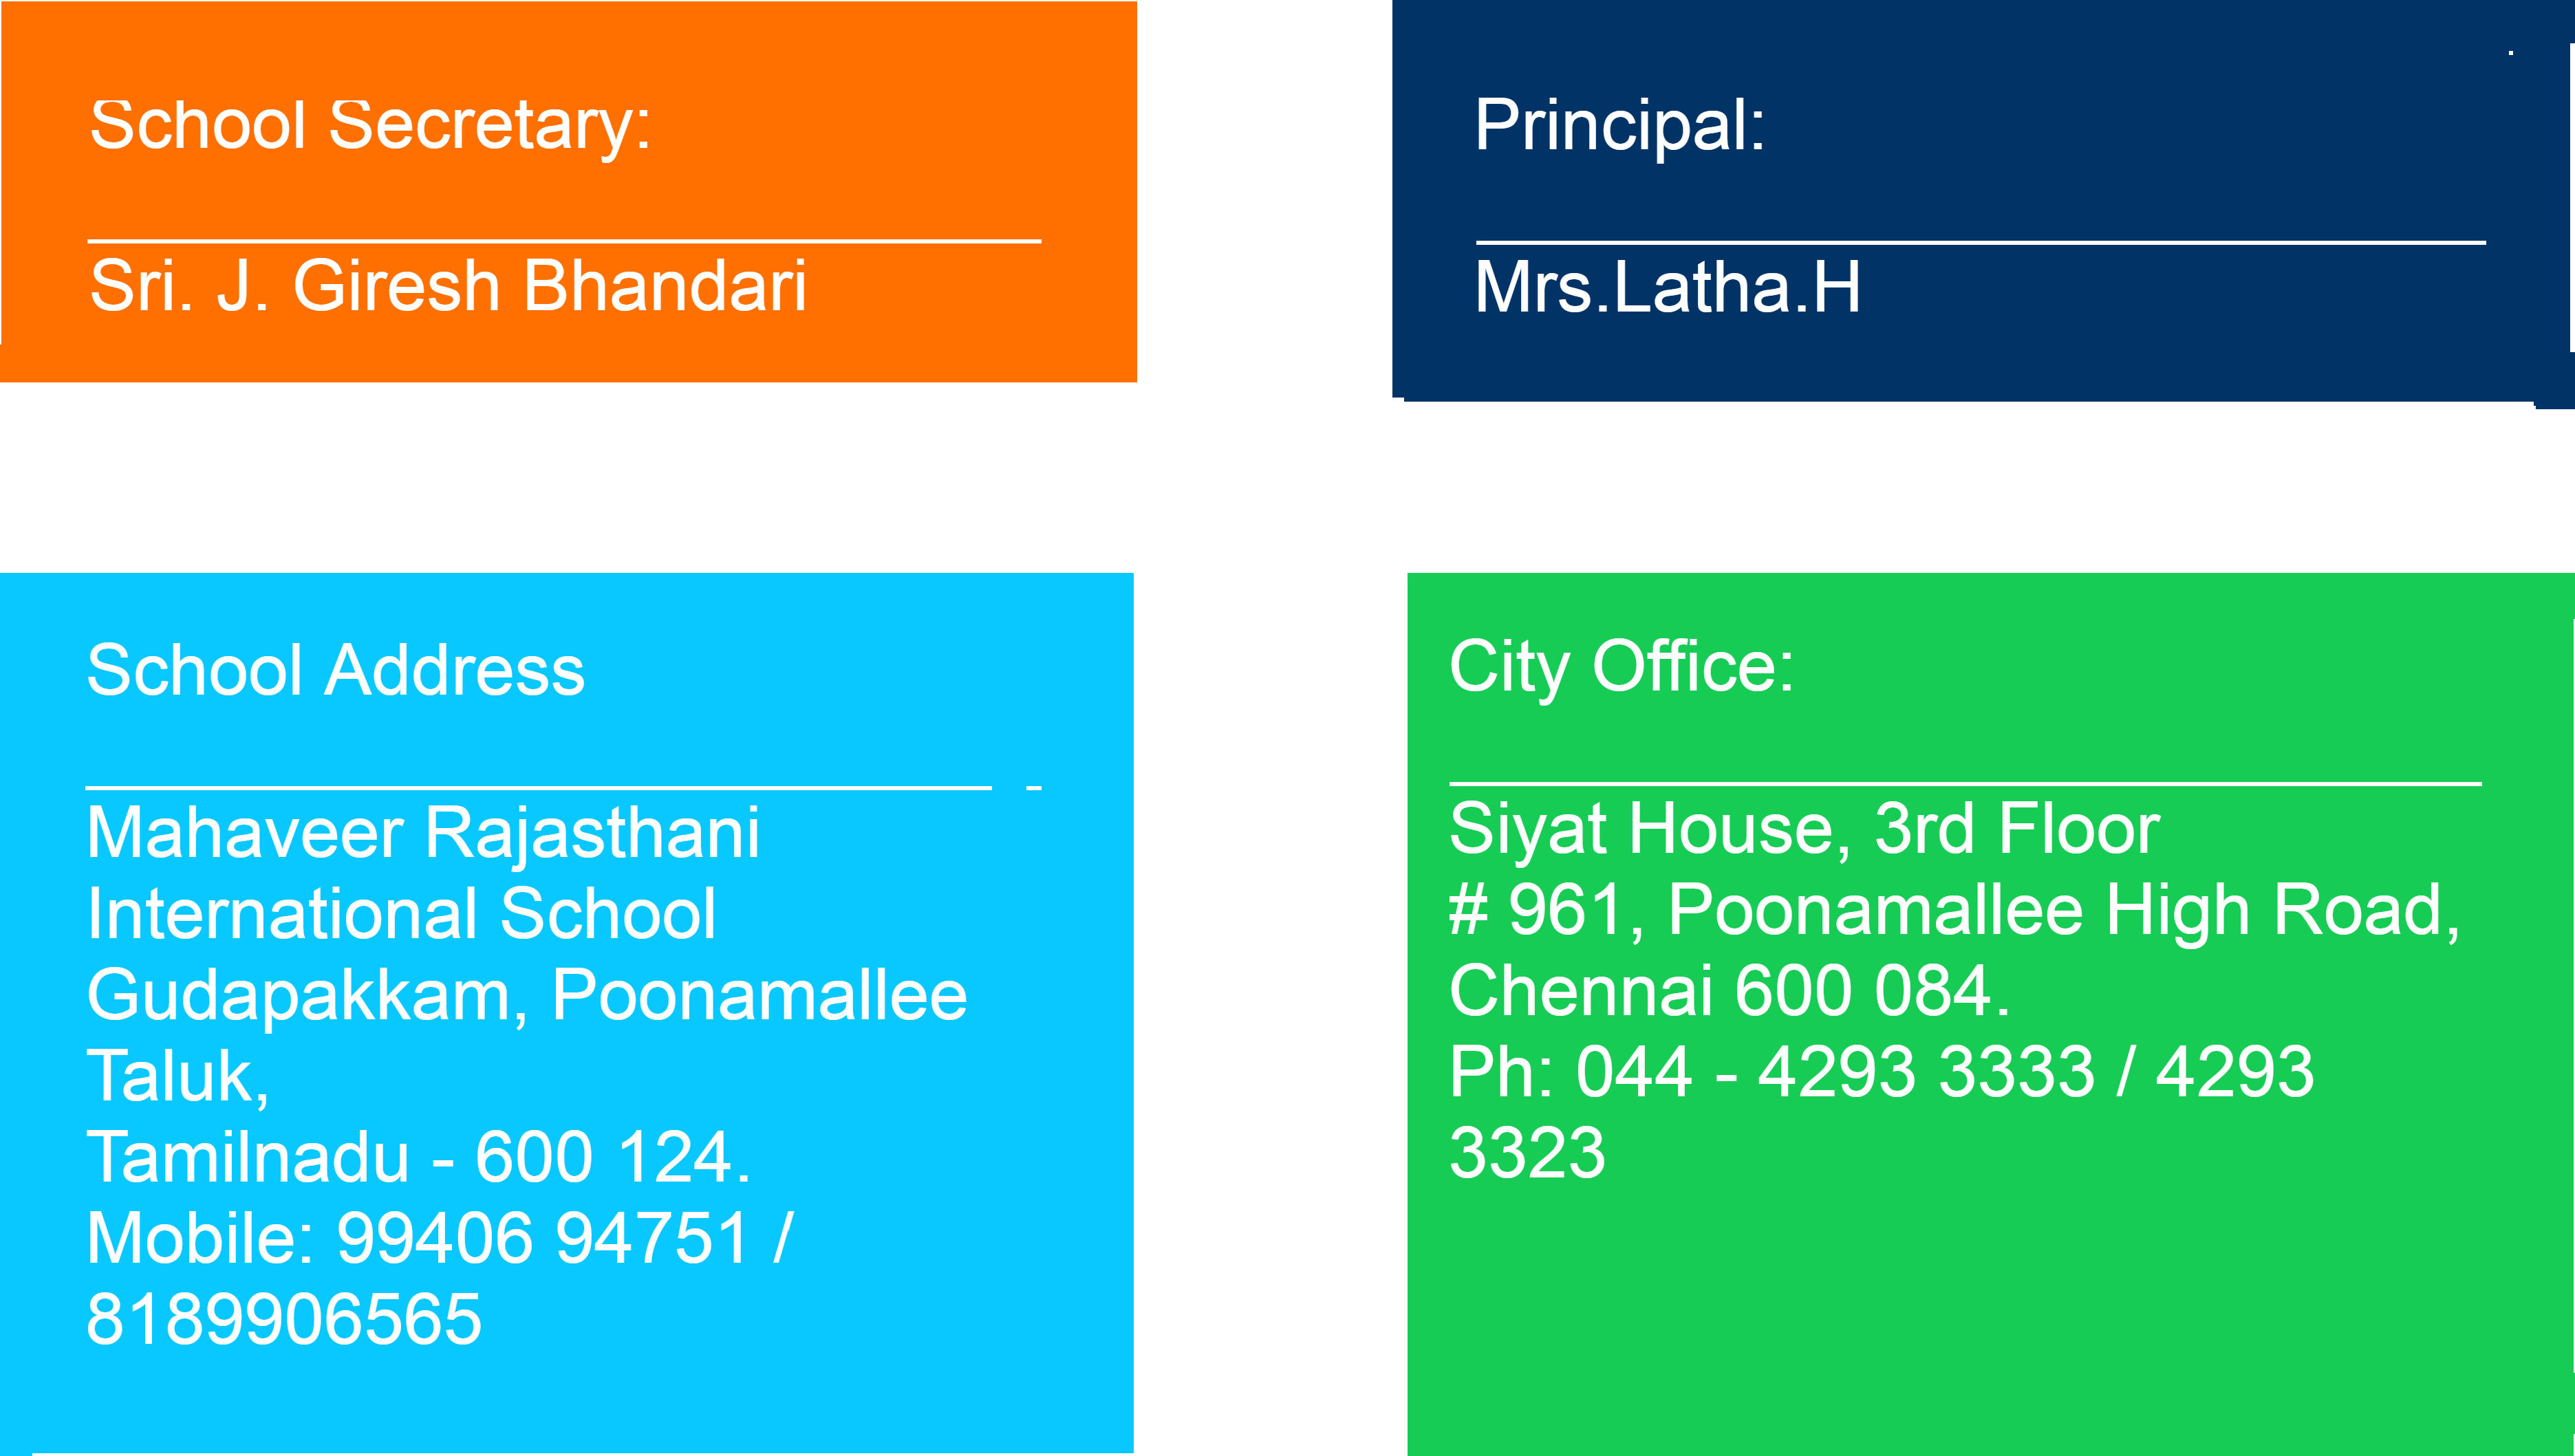 School Secretary:
Sri. J. Giresh Bhandari
Principal:
Mrs.Latha.H
School Address
Mahaveer Rajasthani
International School
Gudapakkam, Poonamallee
Taluk,
Tamilnadu - 600 124.
Mobile: 99406 94751 /
8189906565
City Office:
Siyat House, 3rd Floor
# 961, Poonamallee High Road,
Chennai 600 084.
Ph: 044 - 4293 3333 / 4293
3323